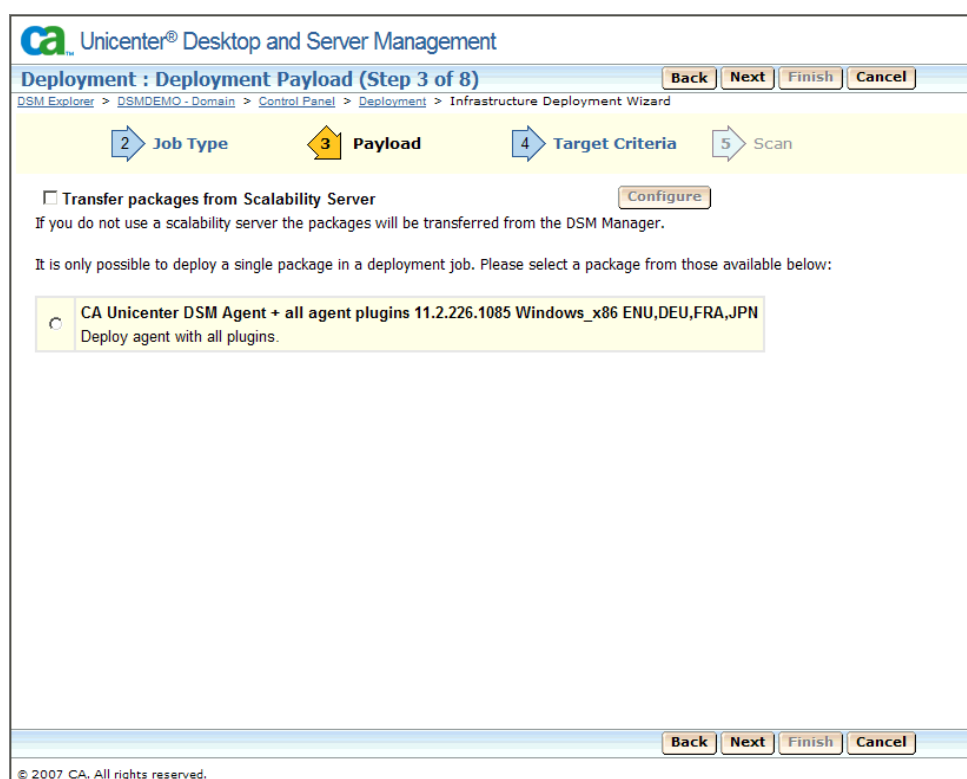 ca™ Unicenter® Desktop and Server Management
Deployment : Deployment Payload (Step 3 of 8) Back Next Finish Cancel
DSM Explorer > DSMDEMO - Domain > Control Panel > Deployment > Infrastructure Deployment Wizard
2 Job Type 3 Payload 4 Target Criteria 5 Scan
Transfer packages from Scalability Server Configure
If you do not use a scalability server the packages will be transferred from the DSM Manager.
It is only possible to deploy a single package in a deployment job. Please select a package from those available below:
CA Unicenter DSM Agent + all agent plugins 11.2.226.1085 Windows_x86 ENU,DEU,FRA,JPN
Deploy agent with all plugins.
Back Next Finish Cancel
© 2007 CA. All rights reserved.